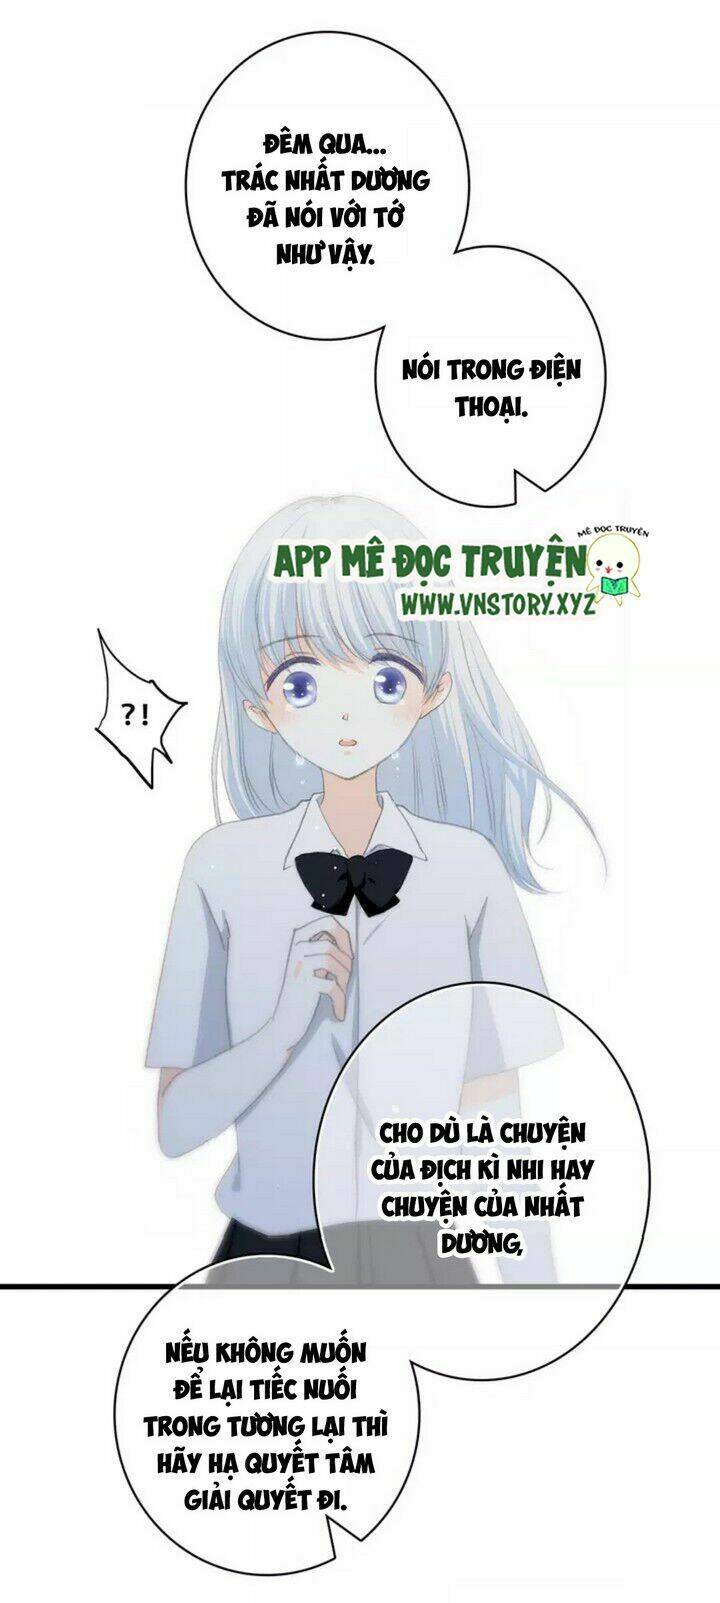 ĐÊM QUA...
TRÁC NHẤT DƯƠNG
ĐÃ NÓI VỚI TỚ
NHƯ VẬY.
NÓI TRONG ĐIỆN
THOẠI.
MÊ ĐỌC TRUYỆN
APP MÊ ĐỌC TRUYỆN
WWW.VNSTORY.XYZ
?!
CHO DÙ LÀ CHUYỆN
CỦA ĐỊCH KÌ NHI HAY
CHUYỆN CỦA NHẤT
DƯƠNG,
NẾU KHÔNG MUỐN
ĐỂ LẠI TIẾC NUỐI
TRONG TƯƠNG LẠI THÌ
HÃY HẠ QUYẾT TÂM
GIẢI QUYẾT ĐI.